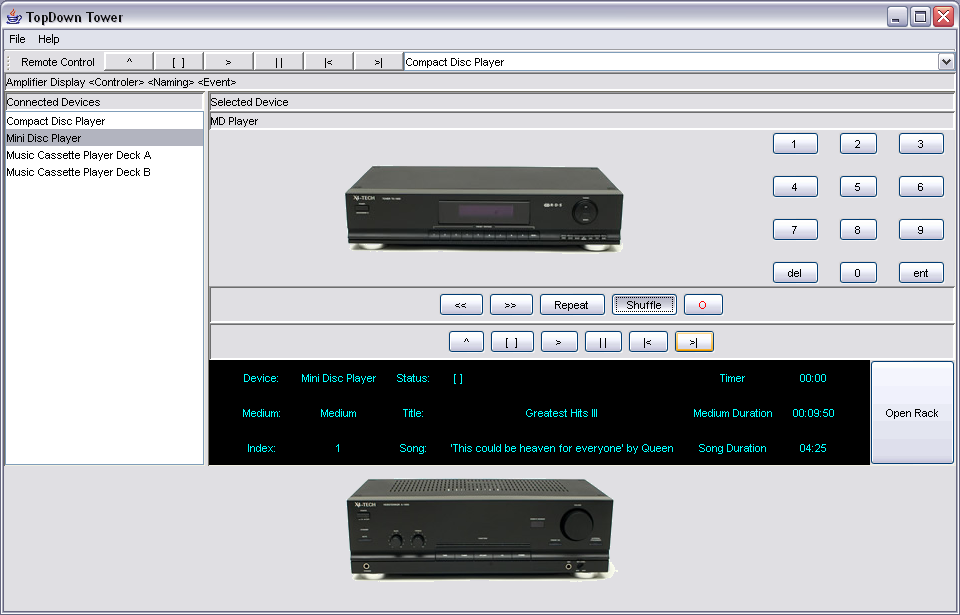 TopDown Tower
File Help
Remote Control ^ [ ] > | | |< >| Compact Disc Player
Amplifier Display <Controler> <Naming> <Event>
Connected Devices
Compact Disc Player
Mini Disc Player
Music Cassette Player Deck A
Music Cassette Player Deck B
Selected Device
MD Player
X4-TECH
1 2 3
4 5 6
7 8 9
del 0 ent
<< >> Repeat Shuffle O
^ [ ] > | | |< >|
Device: Mini Disc Player Status: [ ] Timer 00:00
Medium: Medium Title: Greatest Hits III Medium Duration 00:09:50
Index: 1 Song: 'This could be heaven for everyone' by Queen Song Duration 04:25
Open Rack
X4-TECH